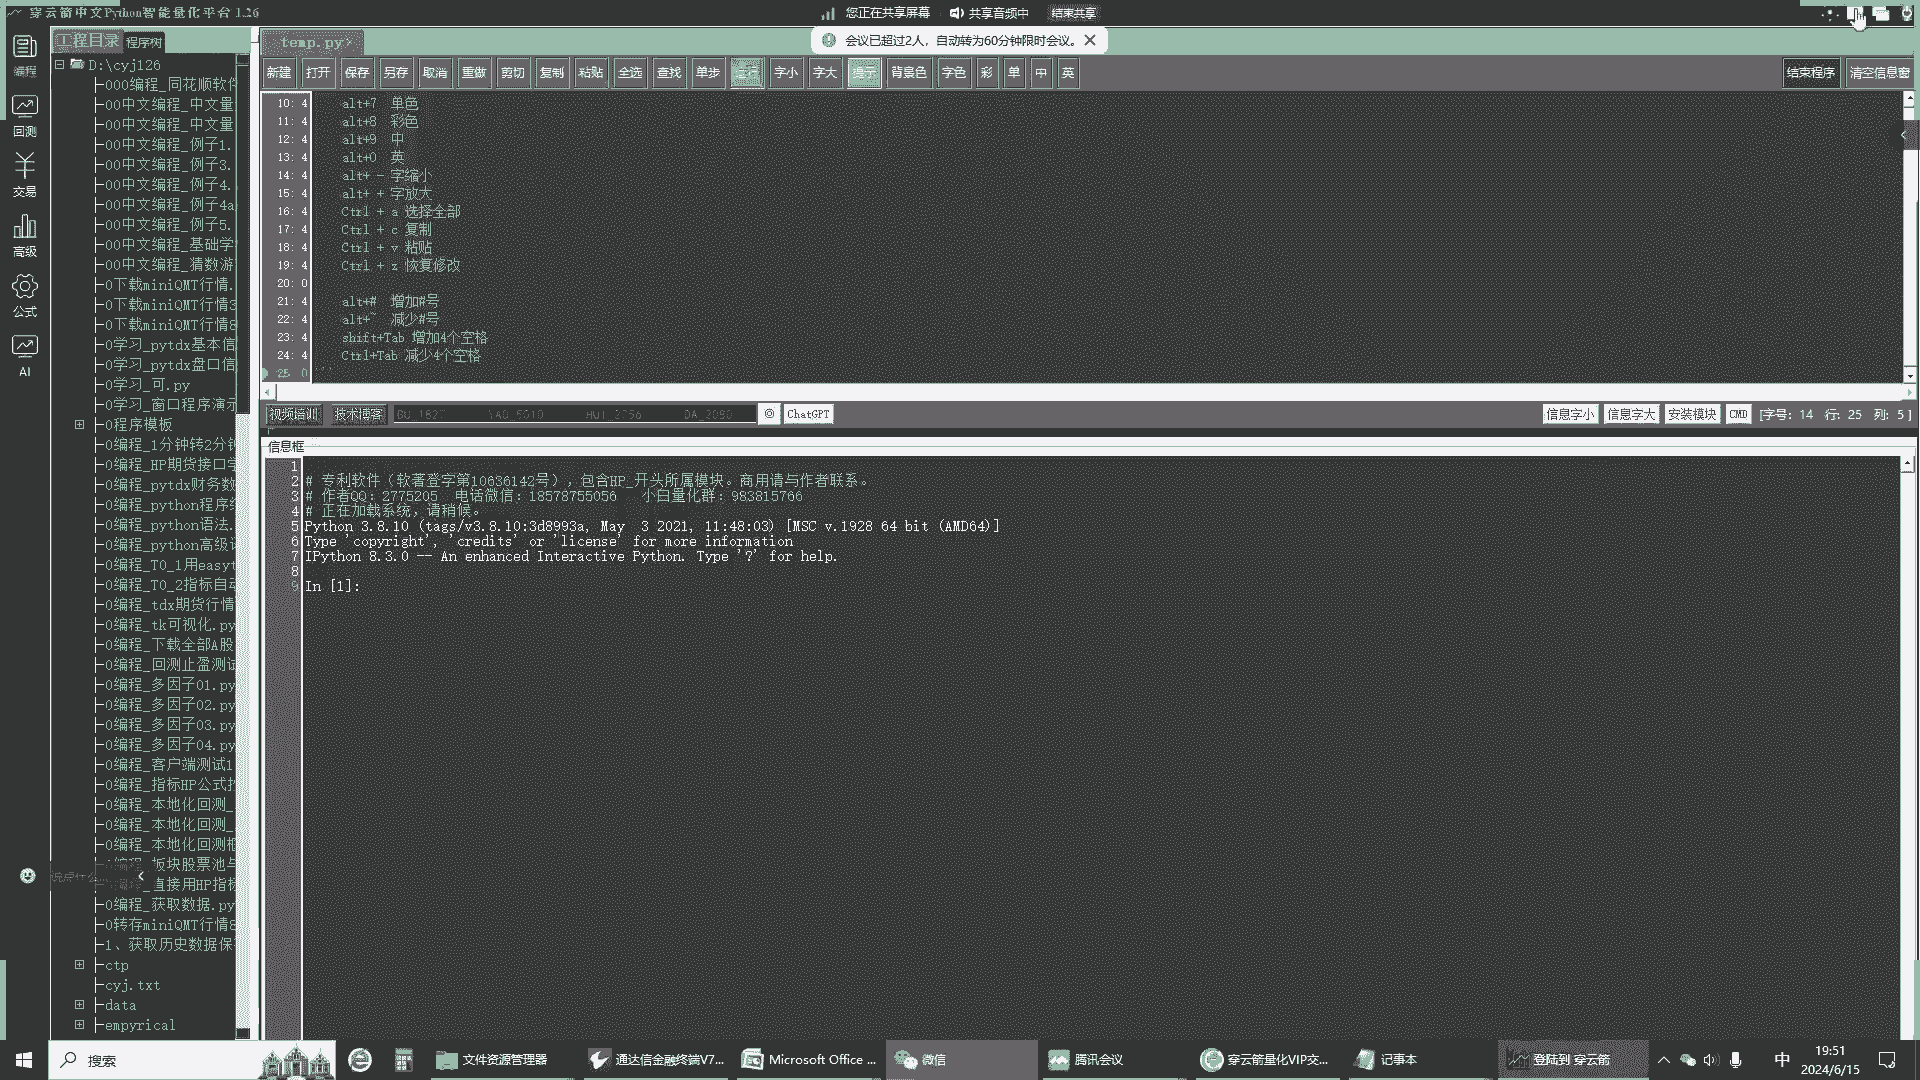 穿云箭中文Python智能量化平台 1.26
您正在共享屏幕 共享音频中 结束共享
会议已超过2人，自动转为60分钟限时会议。
工程目录 程序树
temp.py
新建 打开 保存 另存 取消 重做 剪切 复制 粘贴 全选 查找 单步 运行 字小 字大 提示 背景色 字色 彩 单 中 英 结束程序 清空信息窗
编程
回测
交易
高级
公式
AI
D:\cyj126
000编程_同花顺软件
00中文编程_中文量
00中文编程_中文量
00中文编程_例子1.
00中文编程_例子3.
00中文编程_例子4.
00中文编程_例子4a
00中文编程_例子5.
00中文编程_基础学
00中文编程_猜数游
0下载miniQMT行情.
0下载miniQMT行情3
0下载miniQMT行情8
0学习_pytdx基本信
0学习_pytdx盘口信
0学习_可.py
0学习_窗口程序演示
0程序模板
0编程_1分钟转2分钟
0编程_HP期货接口学
0编程_pytdx财务数
0编程_python程序
0编程_python语法.
0编程_python高级
0编程_T0_1用easyt
0编程_T0_2指标自动
0编程_tdx期货行情
0编程_tk可视化.py
0编程_下载全部A股
0编程_回测止盈测试
0编程_多因子01.py
0编程_多因子02.py
0编程_多因子03.py
0编程_多因子04.py
0编程_客户端测试1
0编程_指标HP公式
0编程_本地化回测_
0编程_本地化回测_
0编程_本地化回测框
编程_板块股票池与
_直接用HP指标
0编程_获取数据.py
0转存miniQMT行情8
1、获取历史数据保
ctp
cyj.txt
data
empyrical
10: 4 alt+7 单色
11: 4 alt+8 彩色
12: 4 alt+9 中
13: 4 alt+0 英
14: 4 alt+ - 字缩小
15: 4 alt+ + 字放大
16: 4 Ctrl + a 选择全部
17: 4 Ctrl + c 复制
18: 4 Ctrl + v 粘贴
19: 4 Ctrl + z 恢复修改
20: 0
21: 4 alt+# 增加#号
22: 4 alt+~ 减少#号
23: 4 shift+Tab 增加4个空格
24: 4 Ctrl+Tab 减少4个空格
25 0 '''
视频培训 技术博客 ChatGPT 信息字小 信息字大 安装模块 CMD [字号: 14 行: 25 列: 5 ]
信息框
1
2 # 专利软件（软著登字第10636142号），包含HP_开头所属模块。商用请与作者联系。
3 # 作者QQ: 2775205 电话微信: 18578755056 小白量化群: 983815766
4 # 正在加载系统，请稍候。
5 Python 3.8.10 (tags/v3.8.10:3d8993a, May 3 2021, 11:48:03) [MSC v.1928 64 bit (AMD64)]
6 Type 'copyright', 'credits' or 'license' for more information
7 IPython 8.3.0 -- An enhanced Interactive Python. Type '?' for help.
8
9 In [1]:
搜索 文件资源管理器 通达信金融终端V7... Microsoft Office ... 微信 腾讯会议 穿云箭量化VIP交... 记事本 登陆到 穿云箭 中 19:51
2024/6/15